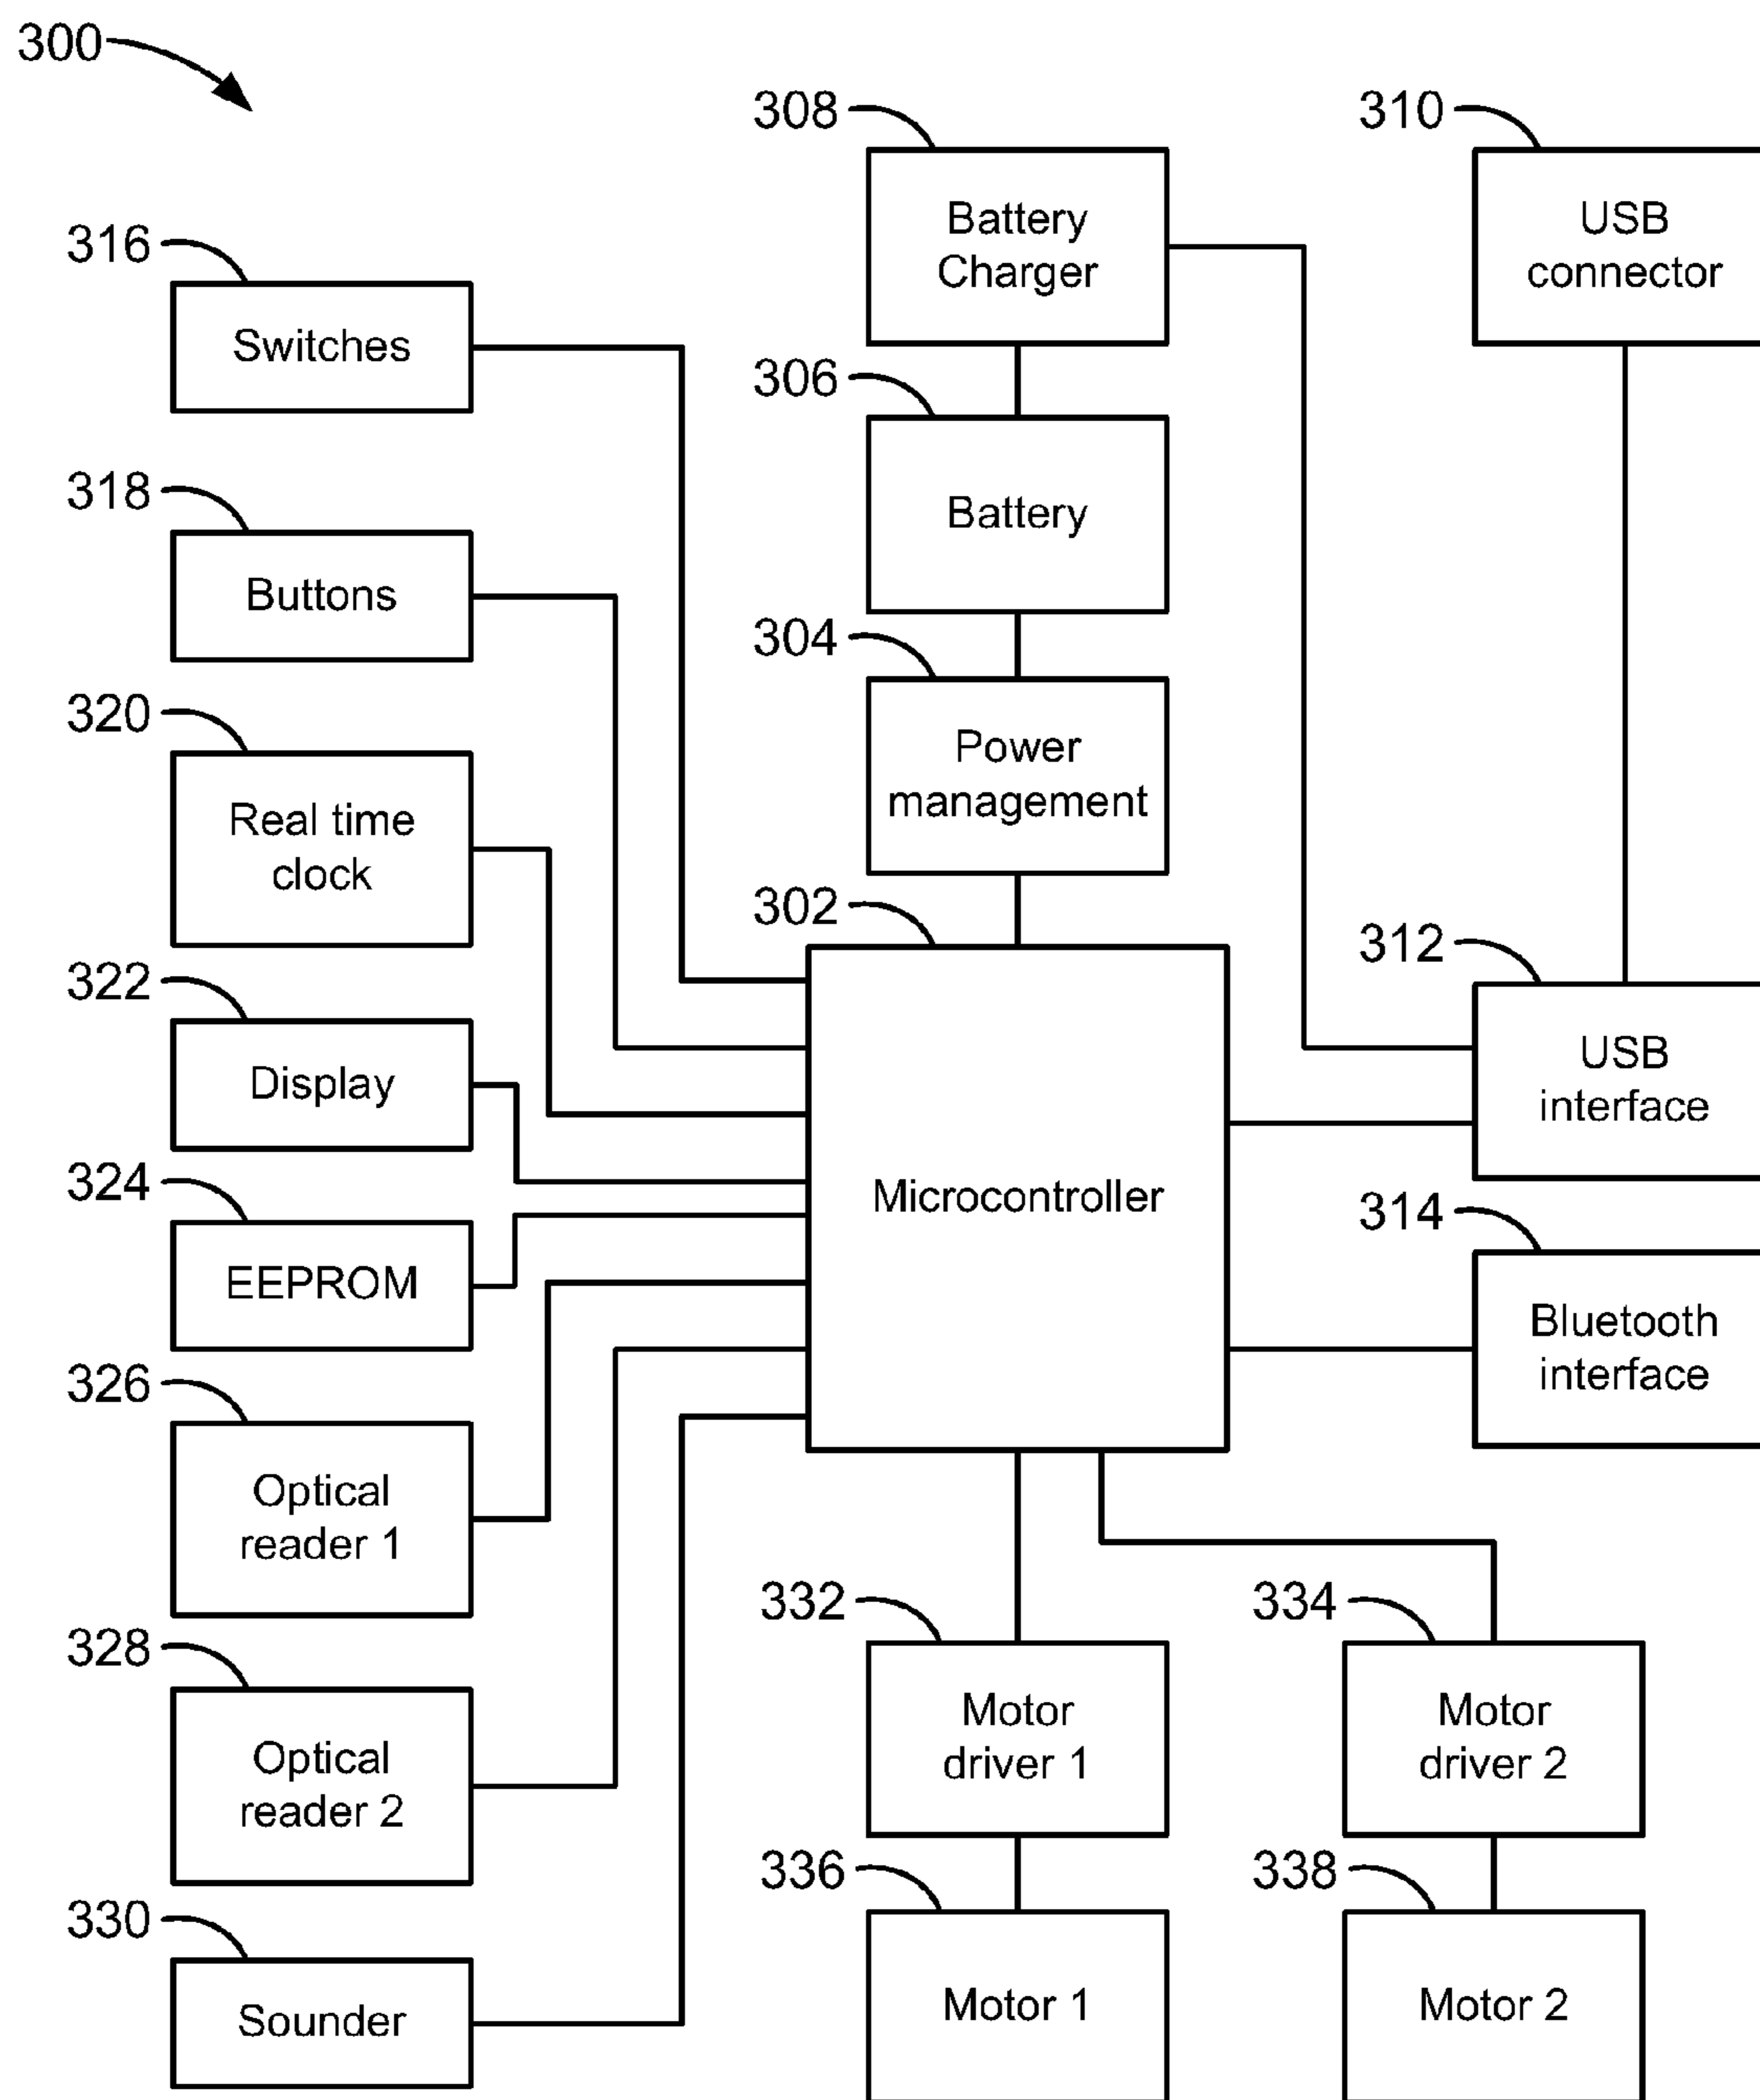 300
308
310
Battery
Charger
USB
connector
316
Switches
306
Battery
318
Buttons
304
Power
management
320
Real time
clock
302
Microcontroller
312
USB
interface
322
Display
324
EEPROM
314
Bluetooth
interface
326
Optical
reader 1
328
Optical
reader 2
332
Motor
driver 1
334
Motor
driver 2
330
Sounder
336
Motor 1
338
Motor 2